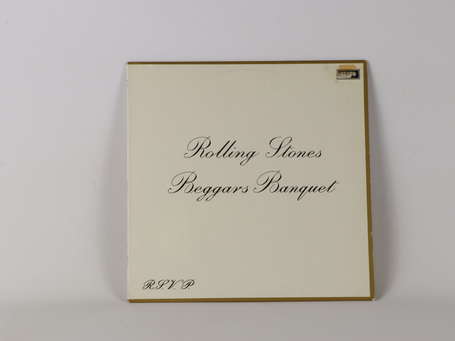 Rolling Stones
Beggars Banquet
R.S.V.P